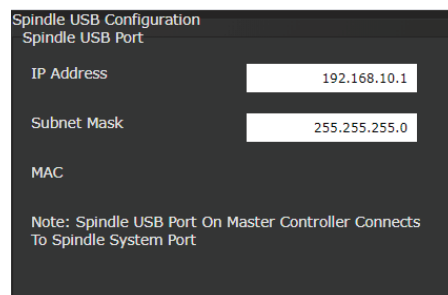 Spindle USB Configuration
Spindle USB Port
IP Address
192.168.10.1
Subnet Mask
255.255.255.0
MAC
Note: Spindle USB Port On Master Controller Connects
To Spindle System Port